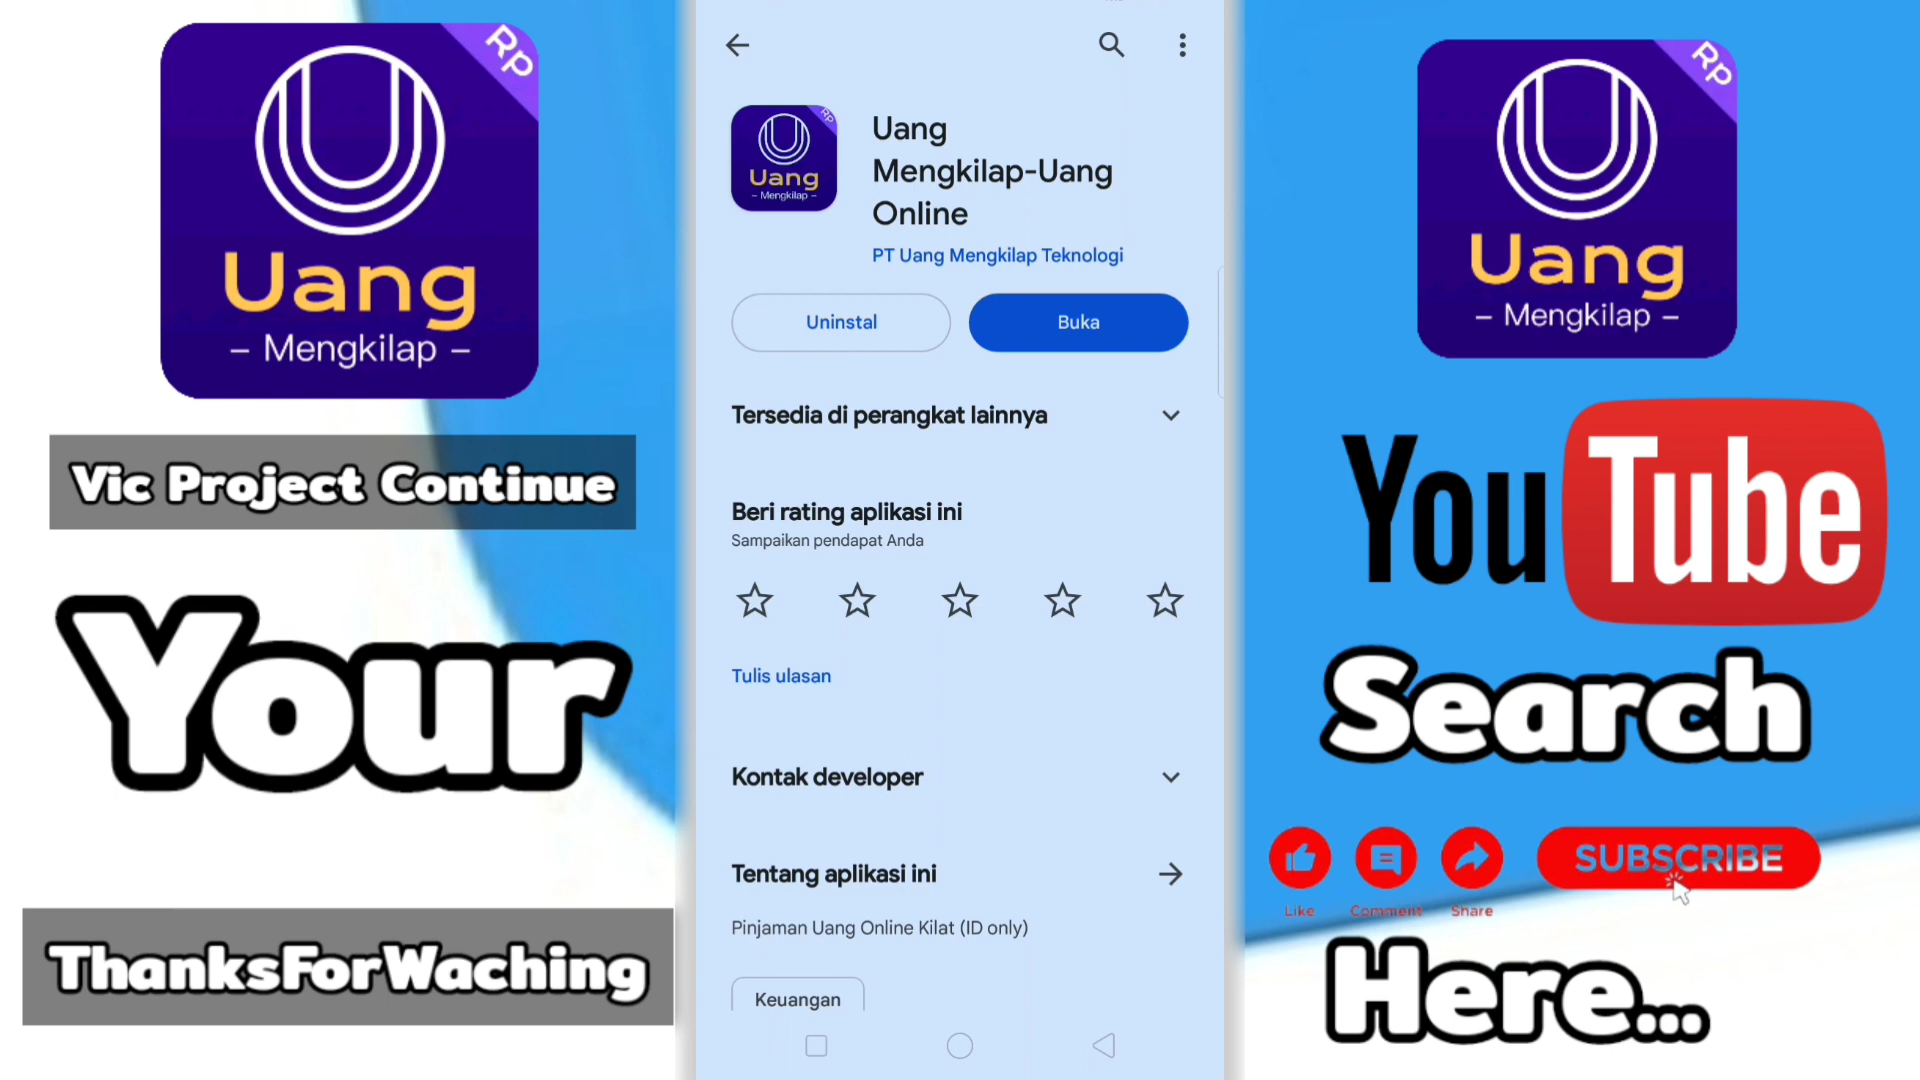 Rp
Uang
– Mengkilap –
Vic Project Continue
Your
ThanksForWaching
RP
Uang
– Mengkilap –
Uang
Mengkilap-Uang
Online
PT Uang Mengkilap Teknologi
Uninstal
Buka
Tersedia di perangkat lainnya
Beri rating aplikasi ini
Sampaikan pendapat Anda
Tulis ulasan
Kontak developer
Tentang aplikasi ini
Pinjaman Uang Online Kilat (ID only)
Keuangan
Rp
Uang
– Mengkilap –
YouTube
Search
SUBSCRIBE
Like Comment Share
Here...